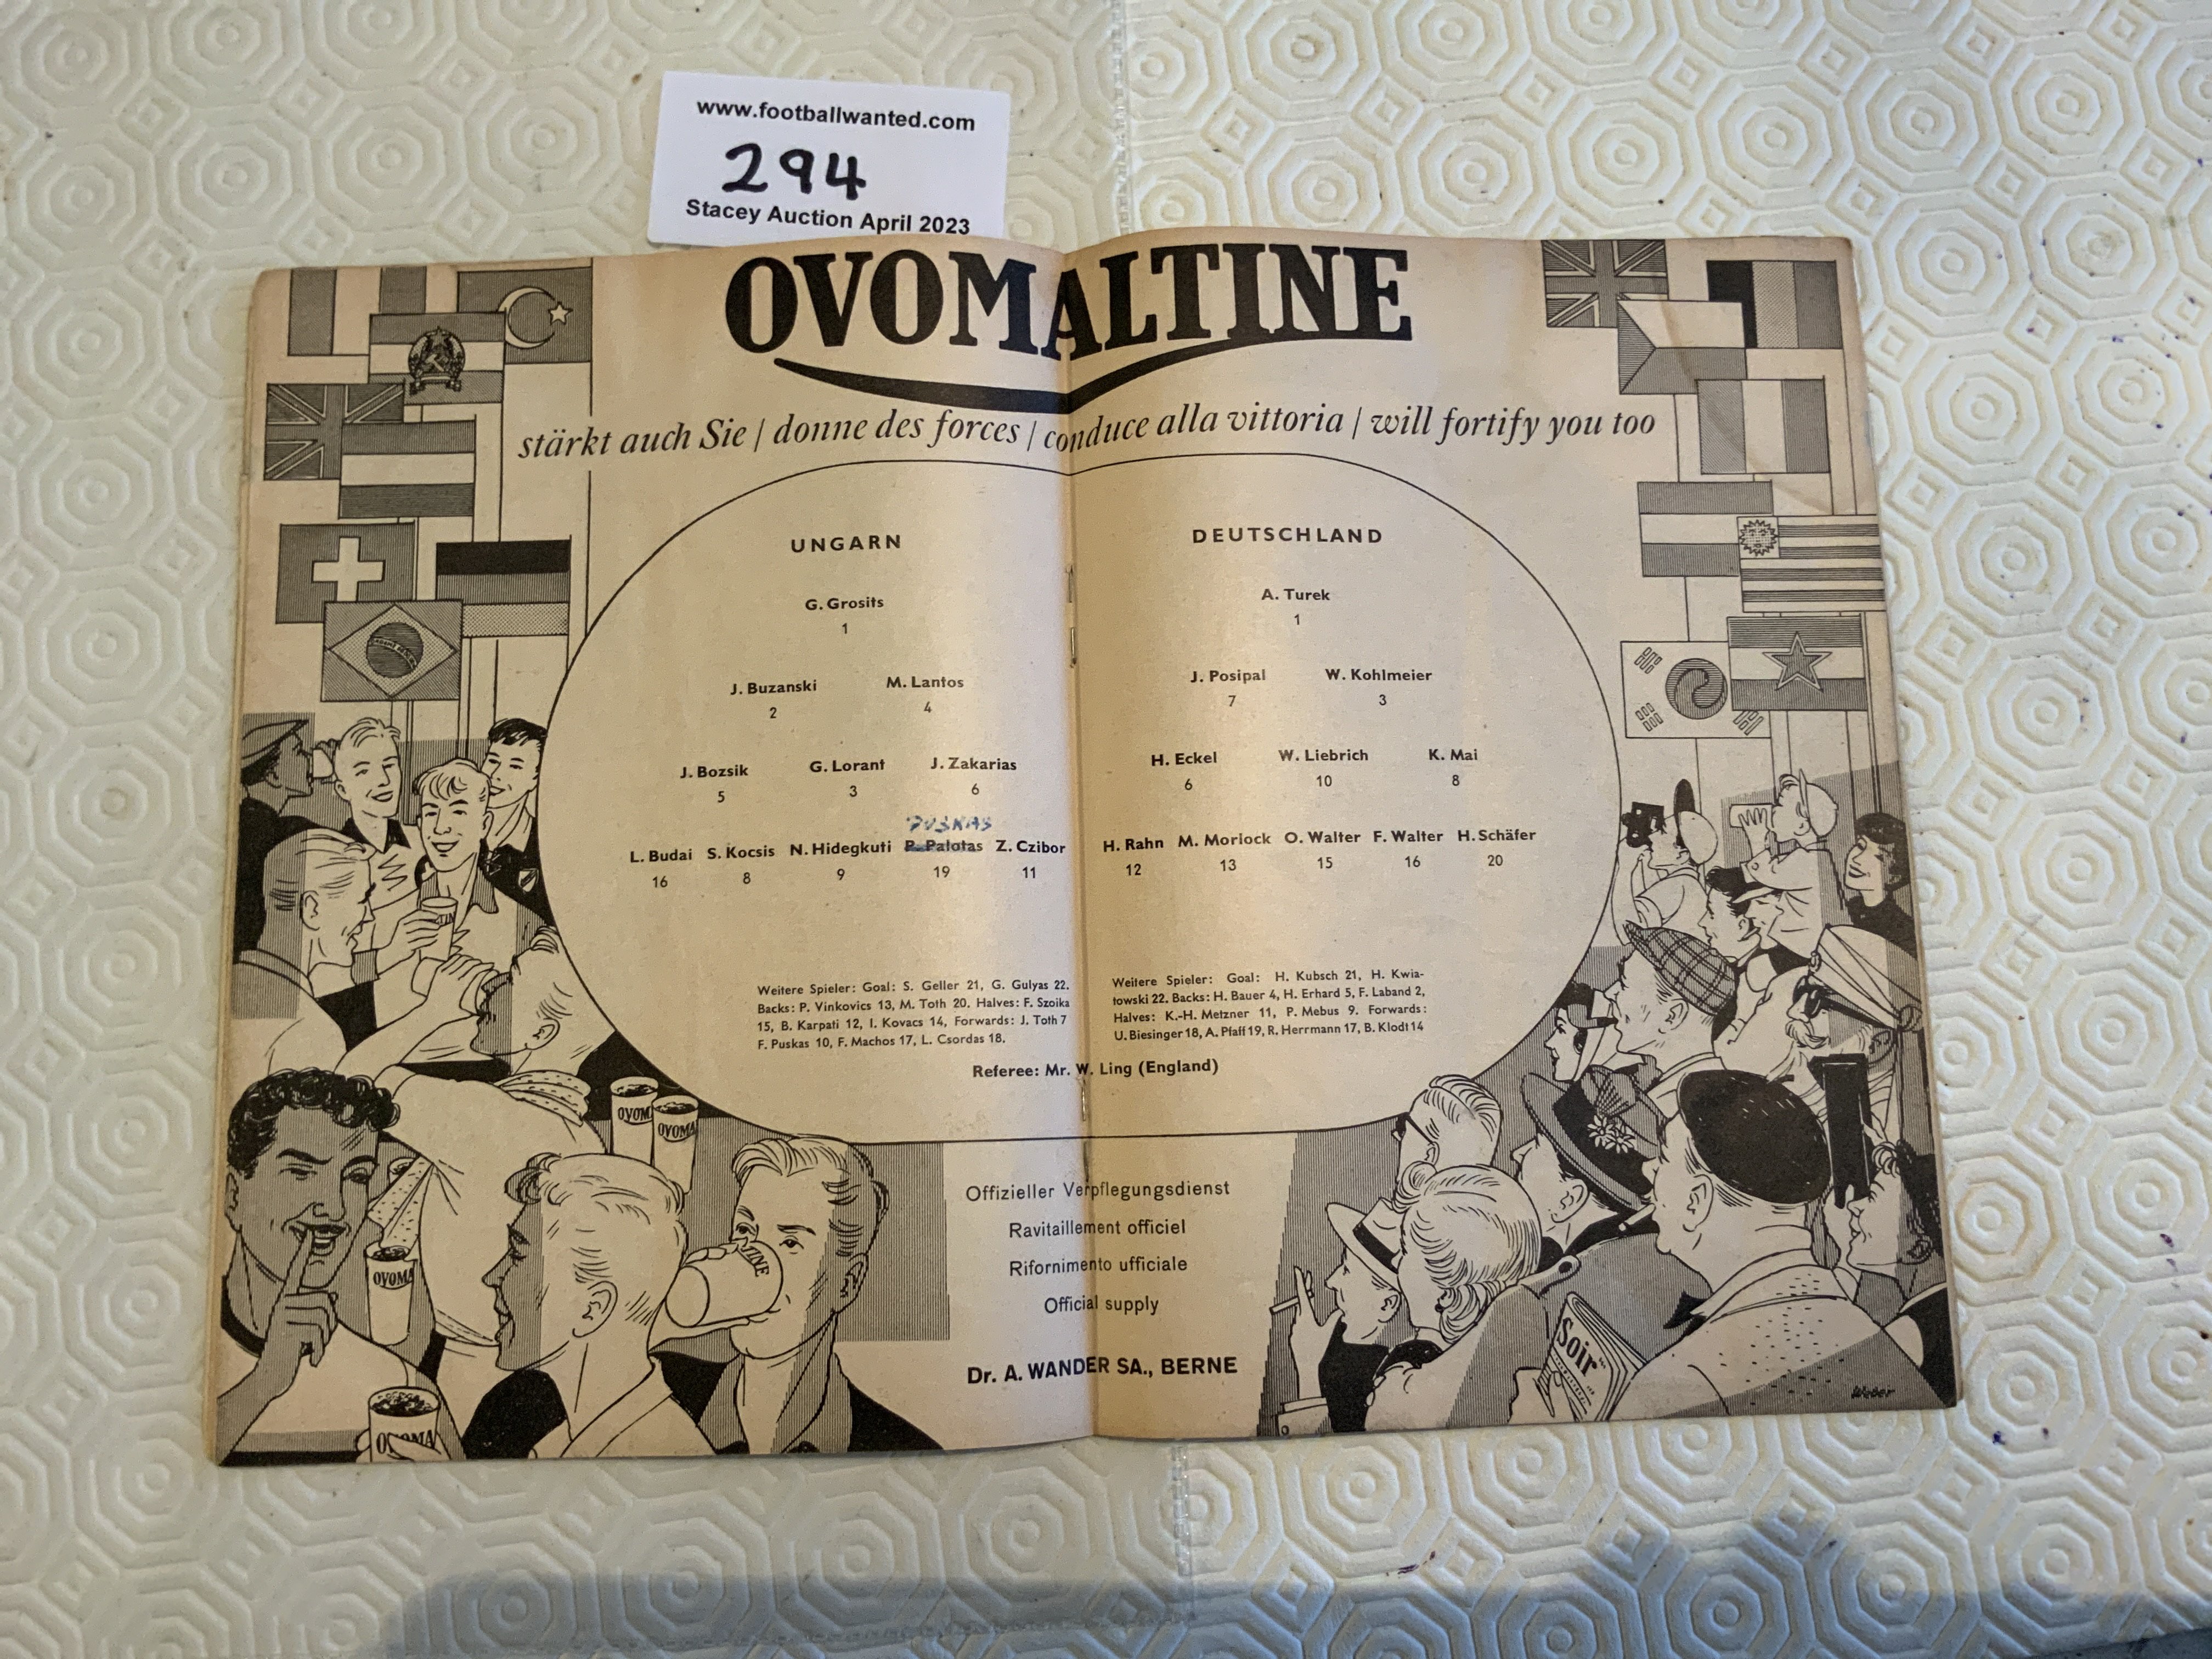 www.footballwanted.com
294
Stacey Auction April 2023
OVOMALTINE
stärkt auch Sie / donne des forces / conduce alla vittoria / will fortify you too
UNGARN
G. Grosits
1
J. Buzanski M. Lantos
2 4
J. Bozsik G. Lorant J. Zakarias
5 3 6
PUSKAS
L. Budai S. Kocsis N. Hidegkuti P. Palotas Z. Czibor
16 8 9 19 11
Weitere Spieler: Goal: S. Geller 21, G. Gulyas 22.
Backs: P. Vinkovics 13, M. Toth 20, Halves: F. Szoika
15, B. Karpati 12, I. Kovacs 14, Forwards: J. Toth 7
F. Puskas 10, F. Machos 17, L. Csordas 18.
DEUTSCHLAND
A. Turek
1
J. Posipal W. Kohlmeier
7 3
H. Eckel W. Liebrich K. Mai
6 10 8
H. Rahn M. Morlock O. Walter F. Walter H. Schäfer
12 13 15 16 20
Weitere Spieler: Goal: H. Kubsch 21, H. Kwia-
towski 22. Backs: H. Bauer 4, H. Erhard 5, F. Laband 2,
Halves: K.-H. Metzner 11, P. Mebus 9. Forwards:
U. Biesinger 18, A. Pfaff 19, R. Herrmann 17, B. Klodt 14
Referee: Mr. W. Ling (England)
OVOM
OVOMA
OVOMA
TINE
OVOMA
Offizieller Verpflegungsdienst
Ravitaillement officiel
Rifornimento ufficiale
Official supply
Dr. A. WANDER SA., BERNE
Soir
Weber